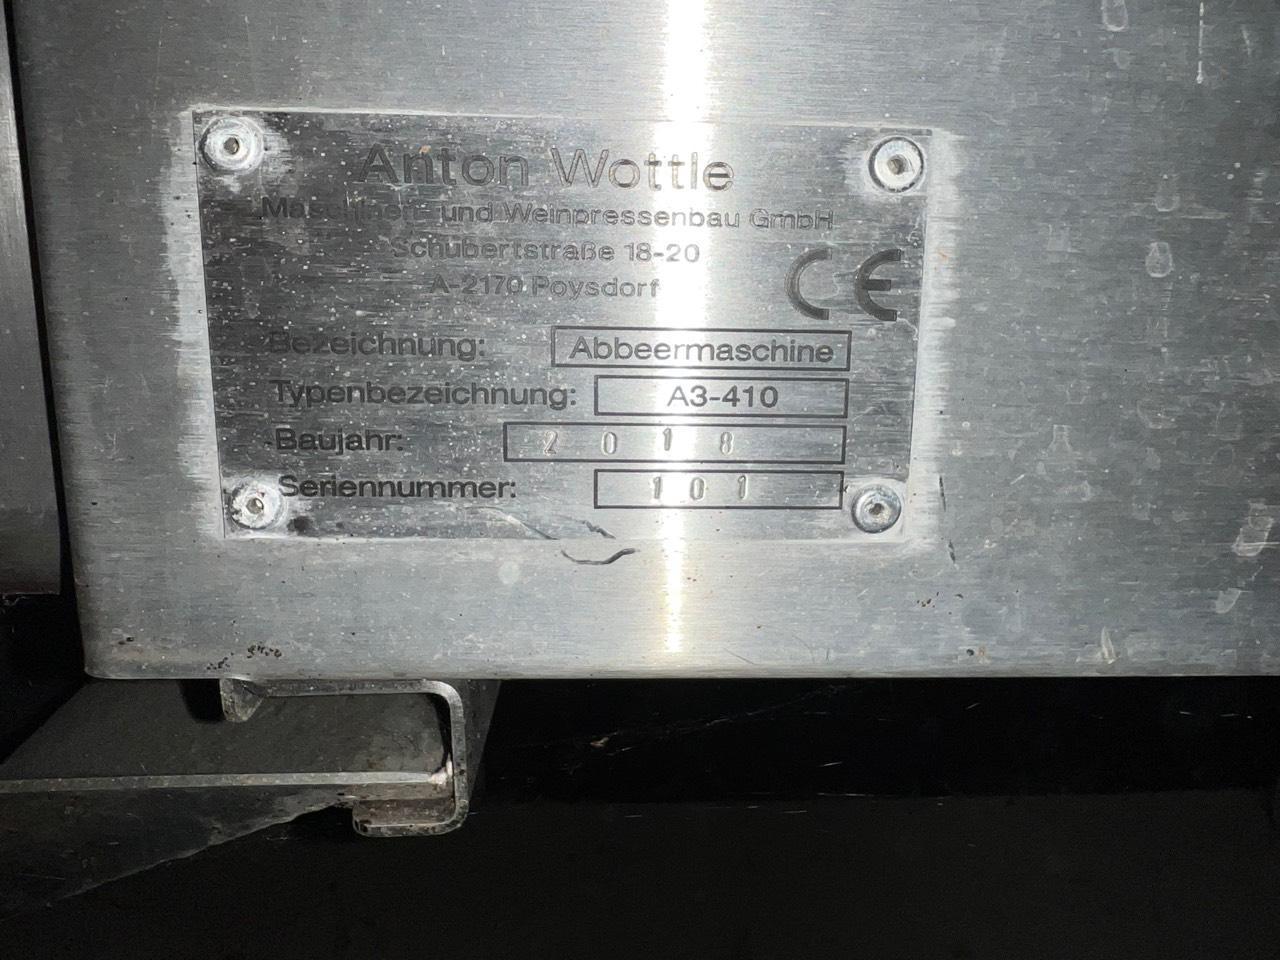 Anton Wottle
Maschinen- und Weinpressenbau GmbH
Schubertstraße 18-20
A-2170 Poysdorf
CE
Bezeichnung: Abbeermaschine
Typenbezeichnung: A3-410
Baujahr: 2018
Seriennummer: 101